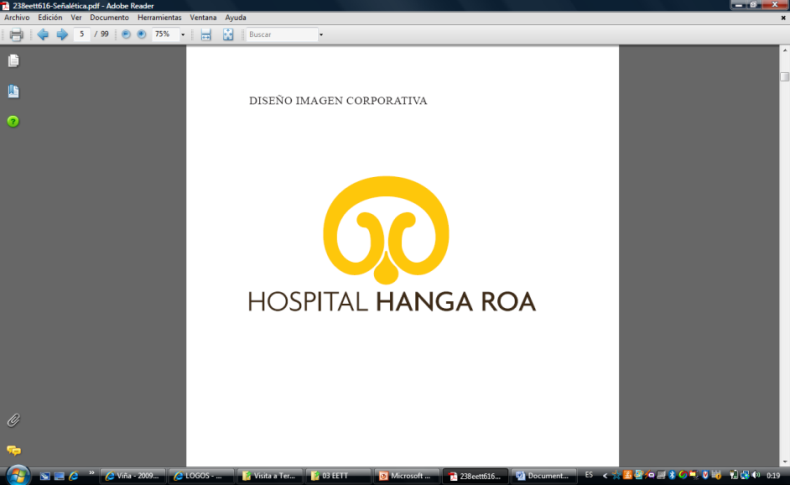 238eett616-Señalética.pdf - Adobe Reader
Archivo Edición Ver Documento Herramientas Ventana Ayuda
5 / 99 75% Buscar
DISEÑO IMAGEN CORPORATIVA
HOSPITAL HANGA ROA
Viña - 2009... LOGOS - ... Visita a Ter... 03 EETT Microsoft ... 238eett616... Document... ES 0:19